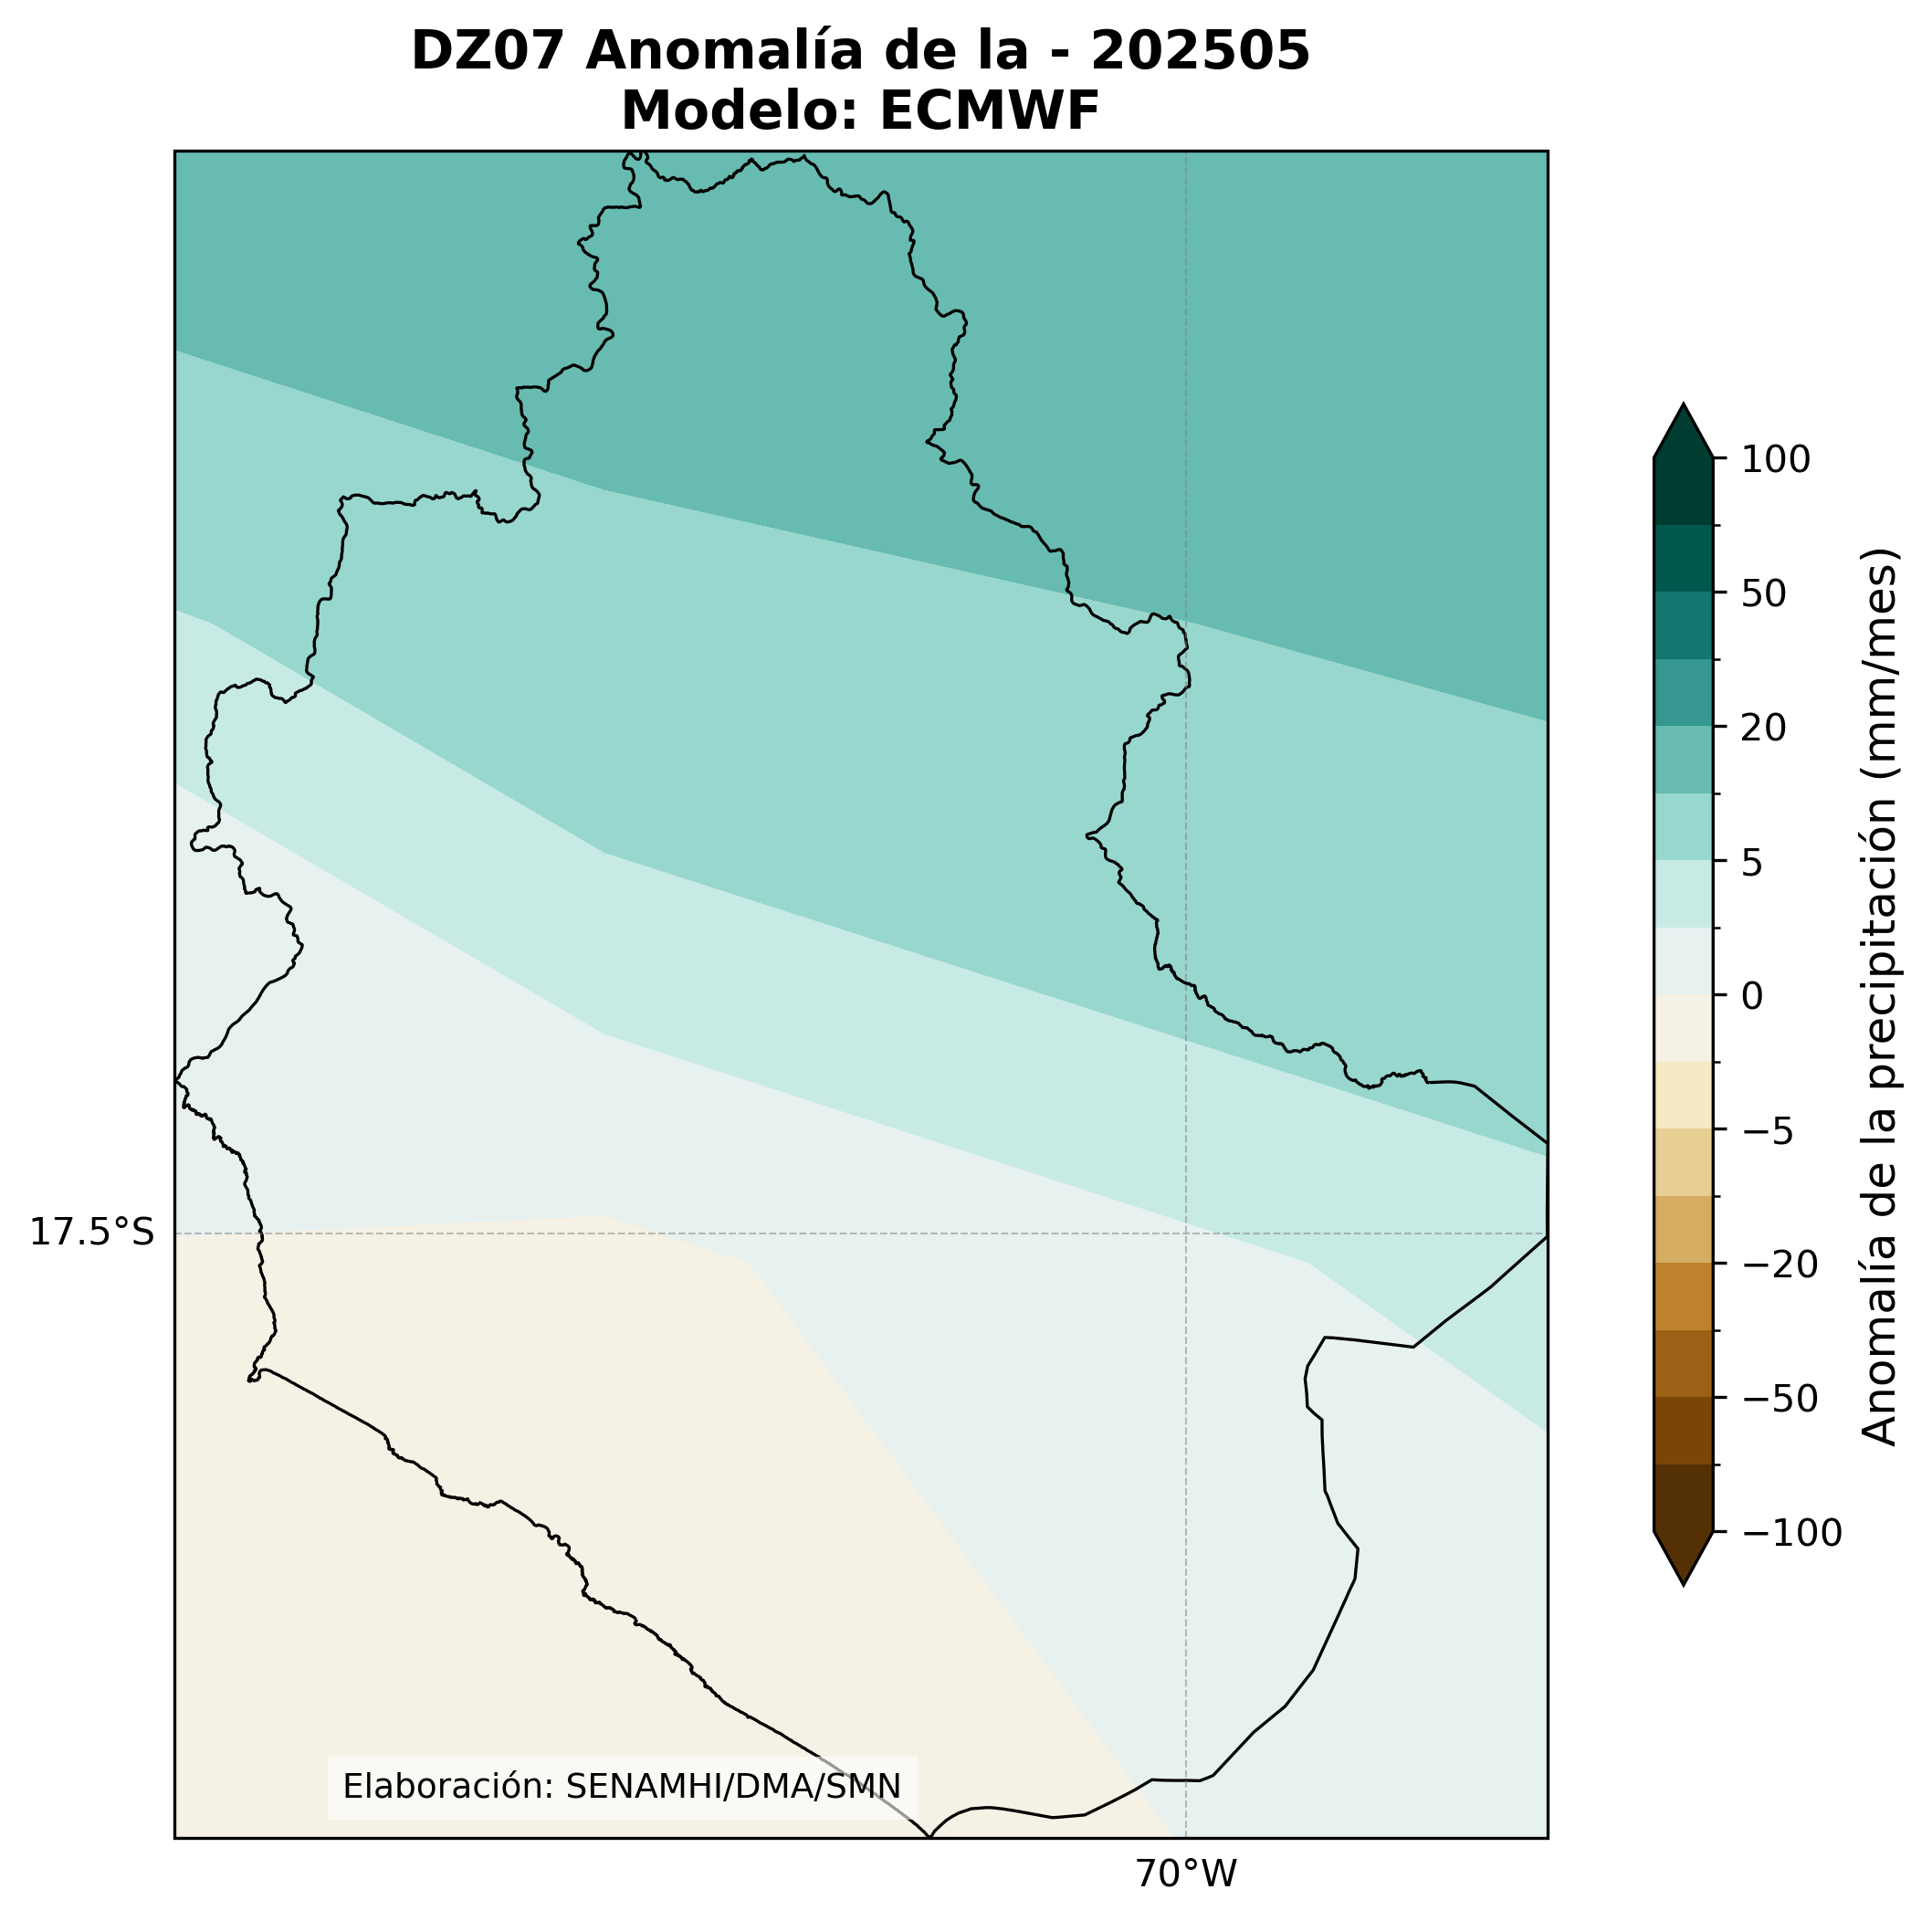 DZ07 Anomalía de la - 202505
Modelo: ECMWF
100
50
20
5
0
−5
−20
−50
−100
Anomalía de la precipitación (mm/mes)
17.5°S
Elaboración: SENAMHI/DMA/SMN
70°W